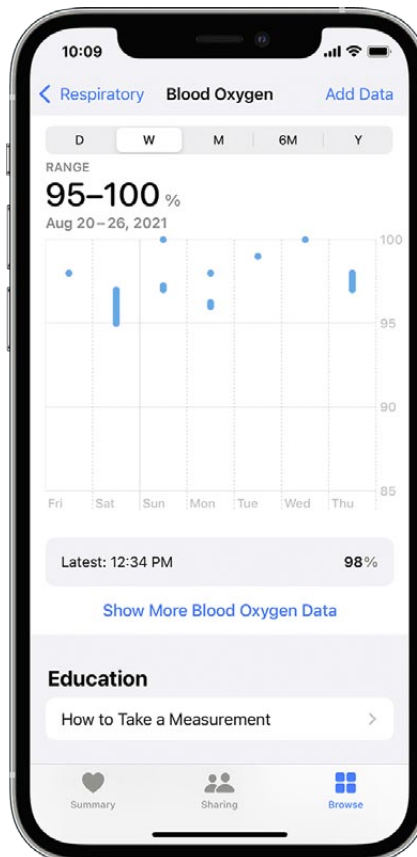 10:09
Respiratory Blood Oxygen Add Data
D W M 6M Y
RANGE
95–100 %
Aug 20–26, 2021
100
95
90
85
Fri Sat Sun Mon Tue Wed Thu
Latest: 12:34 PM 98%
Show More Blood Oxygen Data
Education
How to Take a Measurement
Summary Sharing Browse